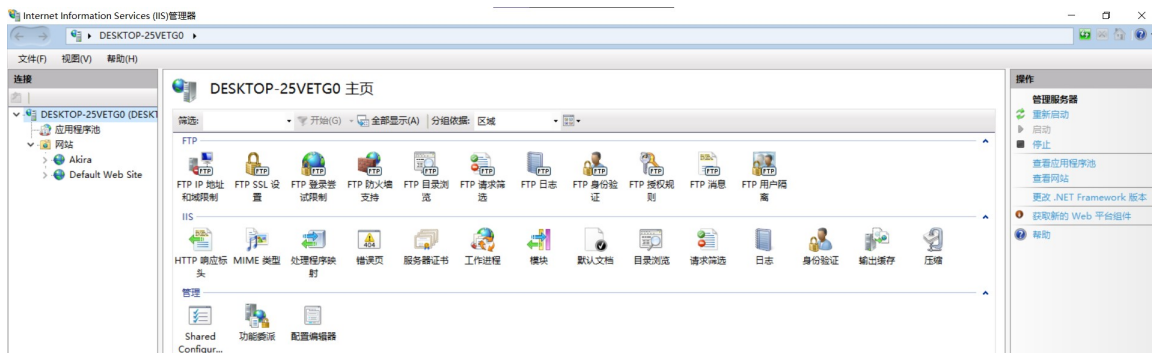 Internet Information Services (IIS)管理器
DESKTOP-25VETG0
文件(F) 视图(V) 帮助(H)
连接
DESKTOP-25VETG0 (DESKT
应用程序池
网站
Akira
Default Web Site
DESKTOP-25VETG0 主页
筛选: 开始(G) 全部显示(A) 分组依据: 区域
FTP
FTP IP 地址和域限制
FTP SSL 设置
FTP 登录尝试限制
FTP 防火墙支持
FTP 目录浏览
FTP 请求筛选
FTP 日志
FTP 身份验证
FTP 授权规则
FTP 消息
FTP 用户隔离
IIS
HTTP 响应标头
MIME 类型
处理程序映射
错误页
服务器证书
工作进程
模块
默认文档
目录浏览
请求筛选
日志
身份验证
输出缓存
压缩
管理
Shared Configur...
功能委派
配置编辑器
操作
管理服务器
重新启动
启动
停止
查看应用程序池
查看网站
更改 .NET Framework 版本
获取新的 Web 平台组件
帮助